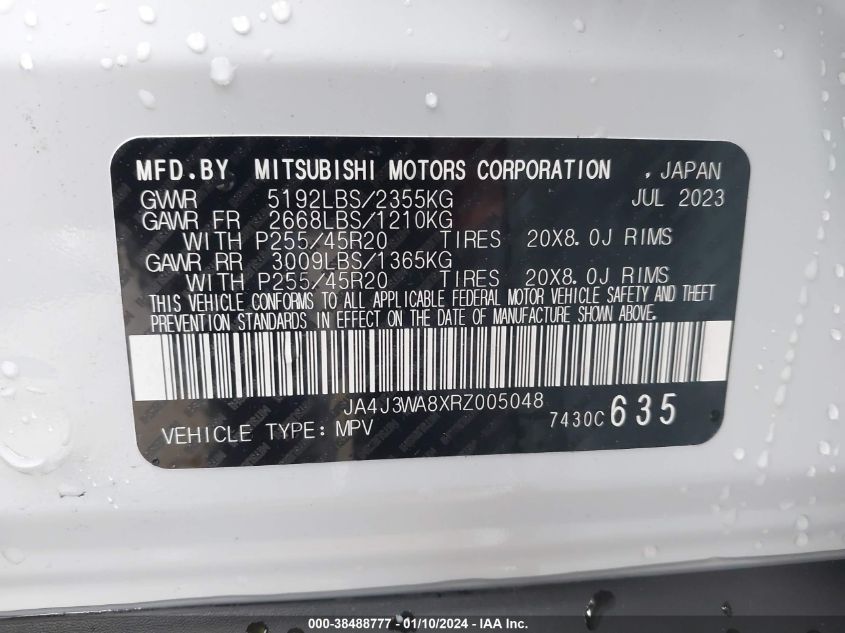 MFD.BY MITSUBISHI MOTORS CORPORATION , JAPAN
GVWR 5192LBS/2355KG JUL 2023
GAWR FR 2668LBS/1210KG
WITH P255/45R20 TIRES 20X8.0J RIMS
GAWR RR 3009LBS/1365KG
WITH P255/45R20 TIRES 20X8.0J RIMS
THIS VEHICLE CONFORMS TO ALL APPLICABLE FEDERAL MOTOR VEHICLE SAFETY AND THEFT
PREVENTION STANDARDS IN EFFECT ON THE DATE OF MANUFACTURE SHOWN ABOVE.
JA4J3WA8XRZ005048
VEHICLE TYPE: MPV 7430C 635
000-38488777 — 01/10/2024 — © IAA Inc.